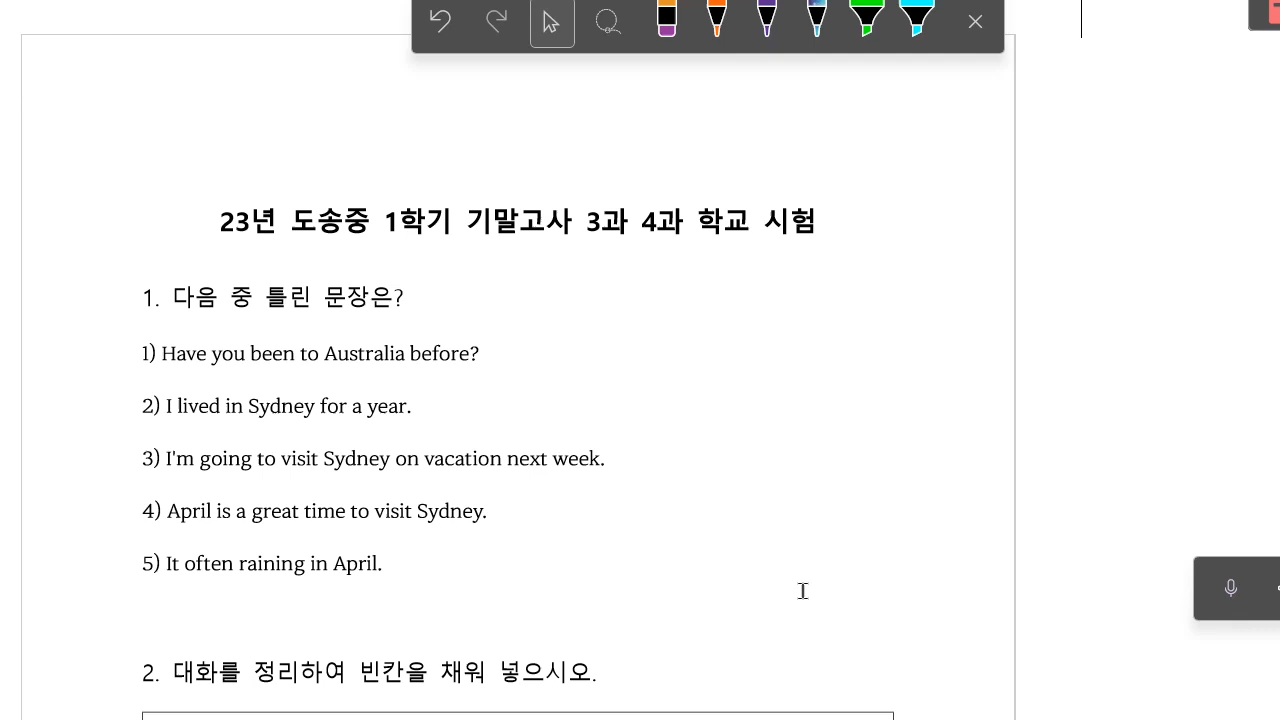 23년 도송중 1학기 기말고사 3과 4과 학교 시험
1. 다음 중 틀린 문장은?
1) Have you been to Australia before?
2) I lived in Sydney for a year.
3) I'm going to visit Sydney on vacation next week.
4) April is a great time to visit Sydney.
5) It often raining in April.
2. 대화를 정리하여 빈칸을 채워 넣으시오.